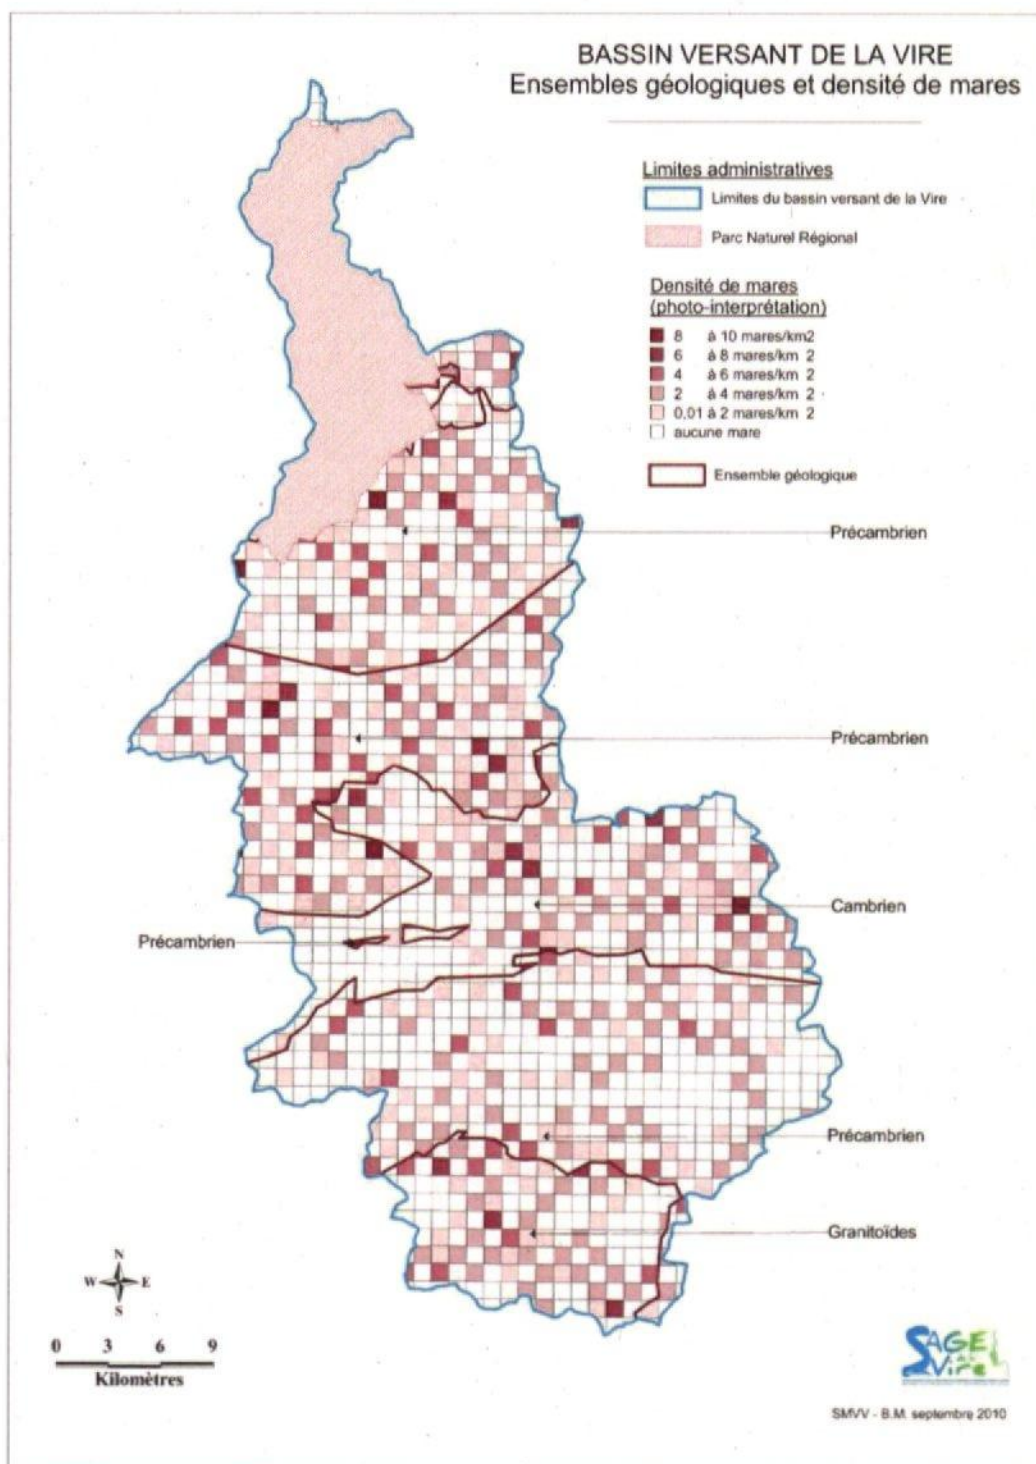 BASSIN VERSANT DE LA VIRE
Ensembles géologiques et densité de mares
Limites administratives
Limites du bassin versant de la Vire
Parc Naturel Régional
Densité de mares
(photo-interprétation)
8 à 10 mares/km2
6 à 8 mares/km 2
4 à 6 mares/km 2
2 à 4 mares/km 2
0,01 à 2 mares/km 2
aucune mare
Ensemble géologique
Précambrien
Précambrien
Cambrien
Précambrien
Précambrien
Granitoïdes
N
W E
S
0 3 6 9
Kilomètres
SAGE
Vire
SMVV - B.M. septembre 2010